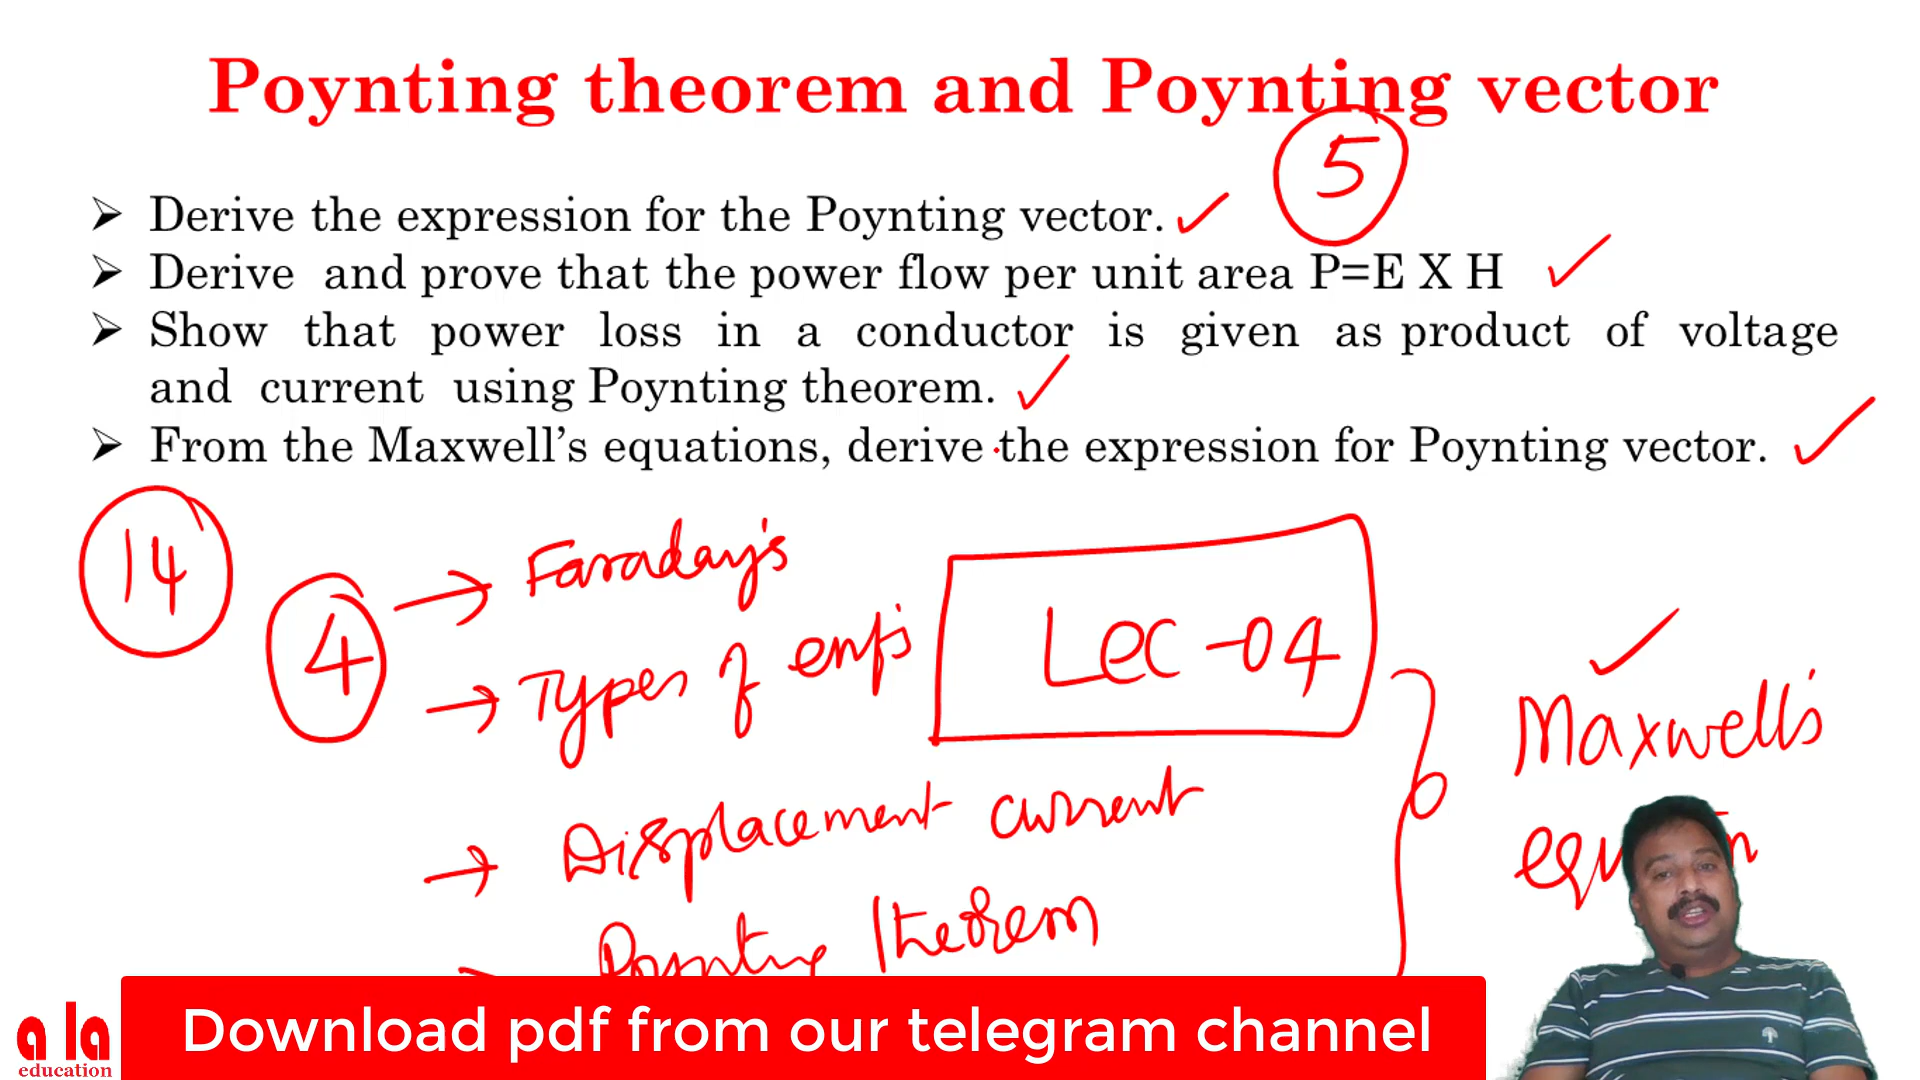 Poynting theorem and Poynting vector
5
➢ Derive the expression for the Poynting vector. ✓
➢ Derive and prove that the power flow per unit area P=E X H ✓
➢ Show that power loss in a conductor is given as product of voltage
and current using Poynting theorem. ✓
➢ From the Maxwell’s equations, derive the expression for Poynting vector. ✓
14
4
→ Faraday's
→ Types of emf's
Lec-04
→ Displacement current
Poynting Theorem
Maxwell's
a la
education
Download pdf from our telegram channel